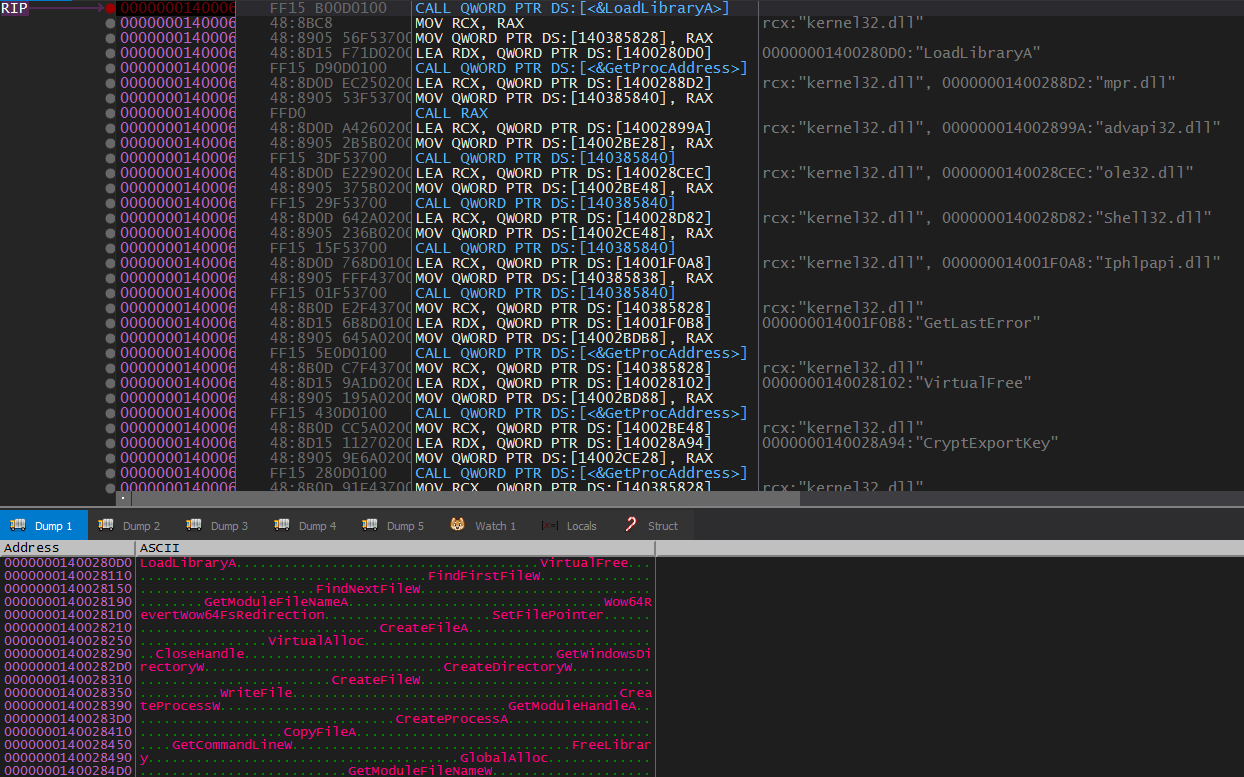 RIP 0000000140006 FF15 B00D0100 CALL QWORD PTR DS:[<&LoadLibraryA>]
0000000140006 48:8BC8 MOV RCX, RAX rcx:"kernel32.dll"
0000000140006 48:8905 56F53700 MOV QWORD PTR DS:[140385828], RAX
0000000140006 48:8D15 F71D0200 LEA RDX, QWORD PTR DS:[1400280D0] 00000001400280D0:"LoadLibraryA"
0000000140006 FF15 D90D0100 CALL QWORD PTR DS:[<&GetProcAddress>]
0000000140006 48:8D0D EC250200 LEA RCX, QWORD PTR DS:[1400288D2] rcx:"kernel32.dll", 00000001400288D2:"mpr.dll"
0000000140006 48:8905 53F53700 MOV QWORD PTR DS:[140385840], RAX
0000000140006 FFD0 CALL RAX
0000000140006 48:8D0D A4260200 LEA RCX, QWORD PTR DS:[14002899A] rcx:"kernel32.dll", 000000014002899A:"advapi32.dll"
0000000140006 48:8905 2B5B0200 MOV QWORD PTR DS:[14002BE28], RAX
0000000140006 FF15 3DF53700 CALL QWORD PTR DS:[140385840]
0000000140006 48:8D0D E2290200 LEA RCX, QWORD PTR DS:[140028CEC] rcx:"kernel32.dll", 0000000140028CEC:"ole32.dll"
0000000140006 48:8905 375B0200 MOV QWORD PTR DS:[14002BE48], RAX
0000000140006 FF15 29F53700 CALL QWORD PTR DS:[140385840]
0000000140006 48:8D0D 642A0200 LEA RCX, QWORD PTR DS:[140028D82] rcx:"kernel32.dll", 0000000140028D82:"Shell32.dll"
0000000140006 48:8905 236B0200 MOV QWORD PTR DS:[14002CE48], RAX
0000000140006 FF15 15F53700 CALL QWORD PTR DS:[140385840]
0000000140006 48:8D0D 768D0100 LEA RCX, QWORD PTR DS:[14001F0A8] rcx:"kernel32.dll", 000000014001F0A8:"Iphlpapi.dll"
0000000140006 48:8905 FFF43700 MOV QWORD PTR DS:[140385838], RAX
0000000140006 FF15 01F53700 CALL QWORD PTR DS:[140385840]
0000000140006 48:8B0D E2F43700 MOV RCX, QWORD PTR DS:[140385828] rcx:"kernel32.dll"
0000000140006 48:8D15 6B8D0100 LEA RDX, QWORD PTR DS:[14001F0B8] 000000014001F0B8:"GetLastError"
0000000140006 48:8905 645A0200 MOV QWORD PTR DS:[14002BDB8], RAX
0000000140006 FF15 5E0D0100 CALL QWORD PTR DS:[<&GetProcAddress>]
0000000140006 48:8B0D C7F43700 MOV RCX, QWORD PTR DS:[140385828] rcx:"kernel32.dll"
0000000140006 48:8D15 9A1D0200 LEA RDX, QWORD PTR DS:[140028102] 0000000140028102:"VirtualFree"
0000000140006 48:8905 195A0200 MOV QWORD PTR DS:[14002BD88], RAX
0000000140006 FF15 430D0100 CALL QWORD PTR DS:[<&GetProcAddress>]
0000000140006 48:8B0D CC5A0200 MOV RCX, QWORD PTR DS:[14002BE48] rcx:"kernel32.dll"
0000000140006 48:8D15 11270200 LEA RDX, QWORD PTR DS:[140028A94] 0000000140028A94:"CryptExportKey"
0000000140006 48:8905 9E6A0200 MOV QWORD PTR DS:[14002CE28], RAX
0000000140006 FF15 280D0100 CALL QWORD PTR DS:[<&GetProcAddress>]
0000000140006 48:8B0D 91F43700 MOV RCX, QWORD PTR DS:[140385828] rcx:"kernel32.dll"
Dump 1 Dump 2 Dump 3 Dump 4 Dump 5 Watch 1 [x=] Locals Struct
Address ASCII
00000001400280D0 LoadLibraryA......................................VirtualFree...
0000000140028110 ....................................FindFirstFileW..............
0000000140028150 ......................FindNextFileW.............................
0000000140028190 ........GetModuleFileNameA................................Wow64R
00000001400281D0 evertWow64FsRedirection.....................SetFilePointer......
0000000140028210 ..............................CreateFileA.......................
0000000140028250 ................VirtualAlloc....................................
0000000140028290 ..CloseHandle.......................................GetWindowsDi
00000001400282D0 rectoryW..............................CreateDirectoryW..........
0000000140028310 ........................CreateFileW.............................
0000000140028350 ..........WriteFile.........................................Crea
0000000140028390 teProcessW....................................GetModuleHandleA..
00000001400283D0 ................................CreateProcessA..................
0000000140028410 ..................CopyFileA.....................................
0000000140028450 ....GetCommandLineW...................................FreeLibrar
0000000140028490 y.......................................GlobalAlloc.............
00000001400284D0 ..........................GetModuleFileNameW....................